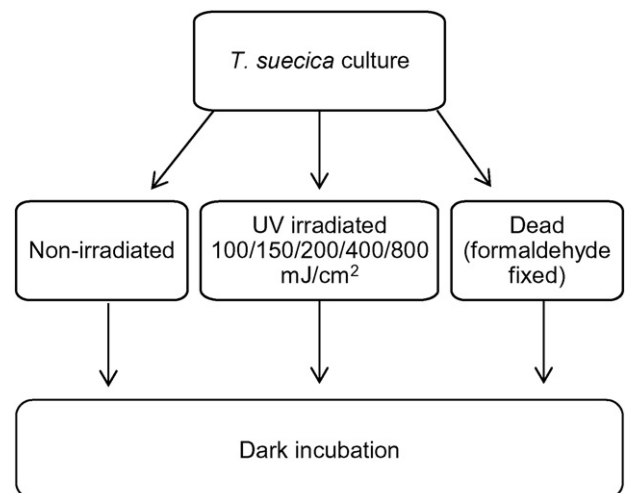 T. suecica culture
Non-irradiated
UV irradiated
100/150/200/400/800
mJ/cm²
Dead
(formaldehyde
fixed)
Dark incubation